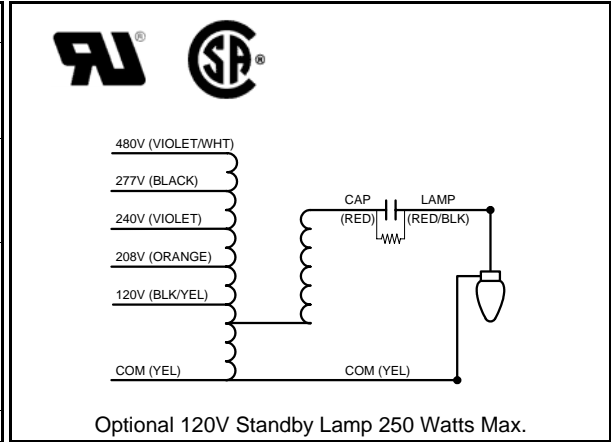 480V (VIOLET/WHT)
277V (BLACK)
240V (VIOLET)
208V (ORANGE)
120V (BLK/YEL)
COM (YEL)
CAP
(RED)
LAMP
(RED/BLK)
COM (YEL)
Optional 120V Standby Lamp 250 Watts Max.